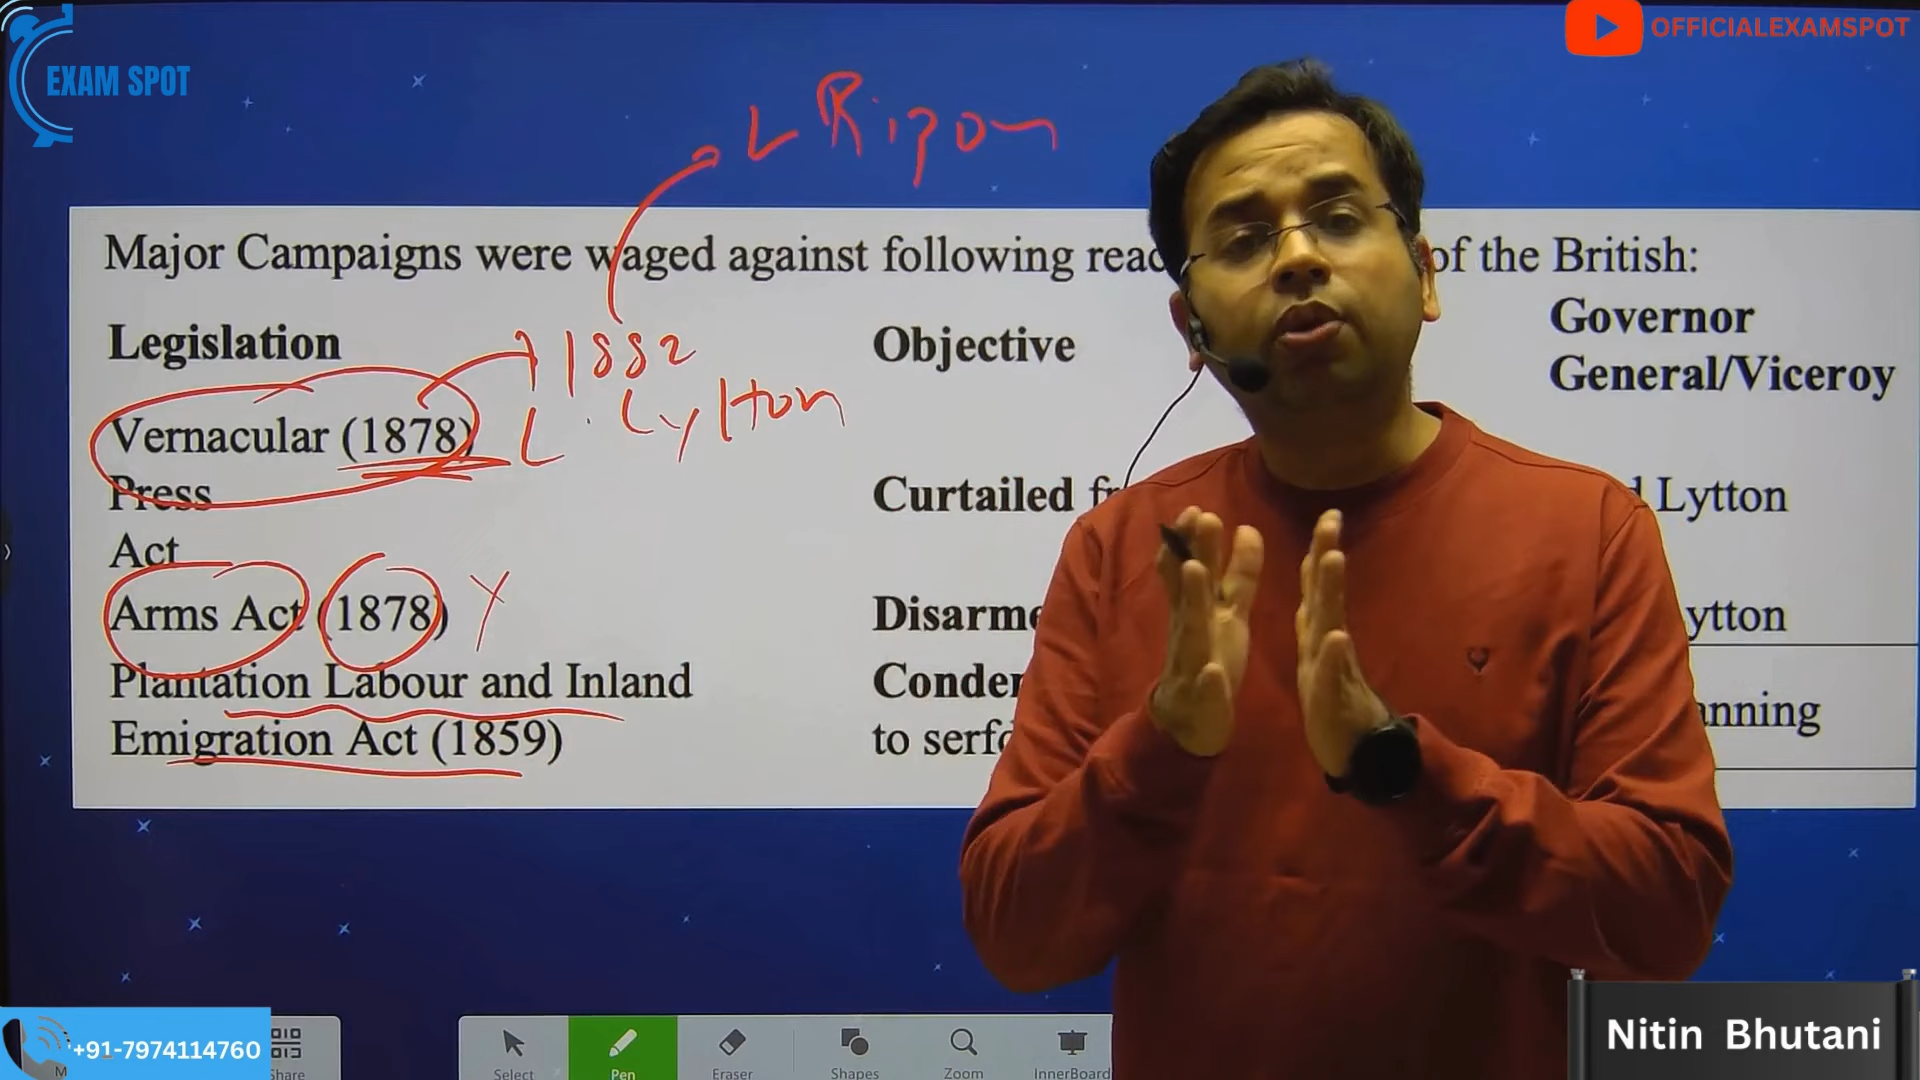 EXAM SPOT
OFFICIALEXAMSPOT
L Ripon
Major Campaigns were waged against following reac of the British:
Legislation
1882
Objective
Governor
General/Viceroy
Vernacular (1878)
L. Lytton
Press
Curtailed
Lytton
Act
Arms Act (1878)
Disarme
ytton
Plantation Labour and Inland
Conde
nning
Emigration Act (1859)
to serf
+91-7974114760
Share
Select
Pen
Eraser
Shapes
Zoom
InnerBoard
Nitin Bhutani